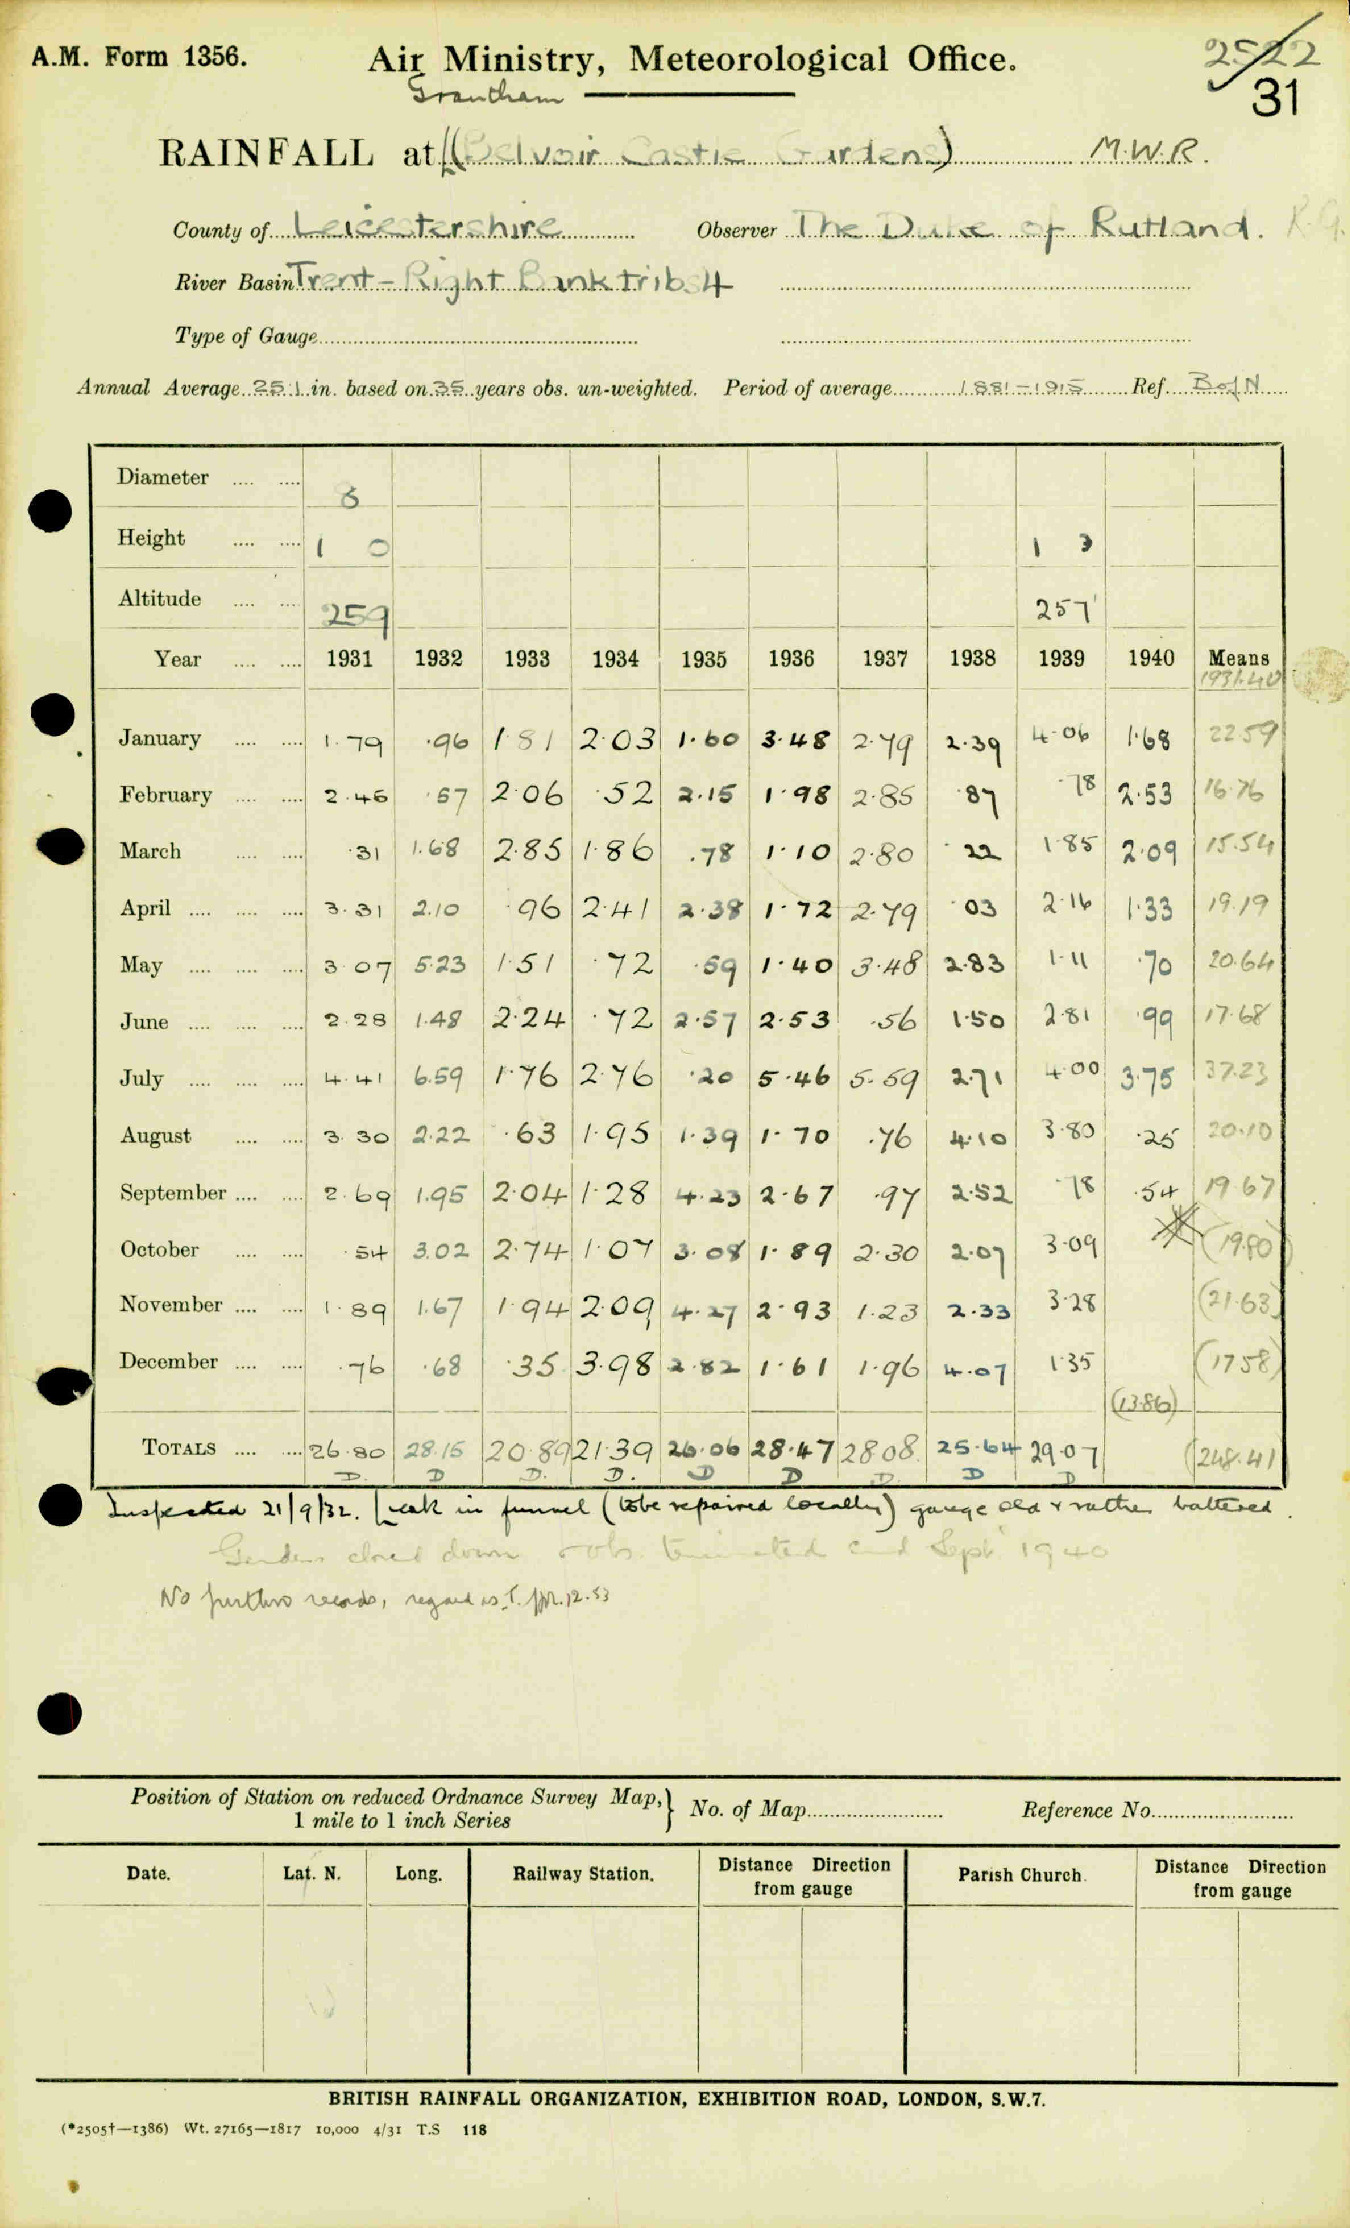 A.M. Form 1356. Air Ministry, Meteorological Office. 2522
31
Grantham
RAINFALL at (Belvoir Castle Gardens) M.W.R.
County of Leicestershire Observer The Duke of Rutland. K.G.
River Basin Trent - Right Bank tribs 4
Type of Gauge
Annual Average 25.1 in. based on 35 years obs. un-weighted. Period of average 1881-1915 Ref. B of N
Diameter 8
Height 1 0 1 3
Altitude 259 257'
Year 1931 1932 1933 1934 1935 1936 1937 1938 1939 1940 Means
1931-40
January 1.79 .96 1.81 2.03 1.60 3.48 2.79 2.39 4.06 1.68 22.59
February 2.46 .57 2.06 .52 2.15 1.98 2.85 .87 .78 2.53 16.76
March .31 1.68 2.85 1.86 .78 1.10 2.80 .22 1.85 2.09 15.54
April 3.31 2.10 .96 2.41 2.38 1.72 2.79 .03 2.16 1.33 19.19
May 3.07 5.23 1.51 .72 .59 1.40 3.48 2.83 1.11 .70 20.64
June 2.28 1.48 2.24 .72 2.57 2.53 .56 1.50 2.81 .99 17.68
July 4.41 6.59 1.76 2.76 .20 5.46 5.59 2.71 4.00 3.75 37.23
August 3.30 2.22 .63 1.95 1.39 1.70 .76 4.10 3.80 .25 20.10
September 2.69 1.95 2.04 1.28 4.23 2.67 .97 2.52 .78 .54 19.67
October .54 3.02 2.74 1.07 3.08 1.89 2.30 2.07 3.09 (19.80)
November 1.89 1.67 1.94 2.09 4.27 2.93 1.23 2.33 3.28 (21.63)
December .76 .68 .35 3.98 2.82 1.61 1.96 4.07 1.35 (17.58)
(13.86)
TOTALS 26.80 28.15 20.89 21.39 26.06 28.47 28.08 25.64 29.07 (248.41)
D. D D. D. D D D. D D
Inspected 21/9/32. Leak in funnel (to be repaired locally) gauge old & rather battered.
Gardens closed down & obs. terminated end Sept 1940
No further records, regard as T. 12.53
Position of Station on reduced Ordnance Survey Map,
1 mile to 1 inch Series } No. of Map Reference No.
Date. Lat. N. Long. Railway Station. Distance Direction from gauge Parish Church. Distance Direction from gauge
BRITISH RAINFALL ORGANIZATION, EXHIBITION ROAD, LONDON, S.W.7.
(*2505†—1386) Wt. 27165—1817 10,000 4/31 T.S 118